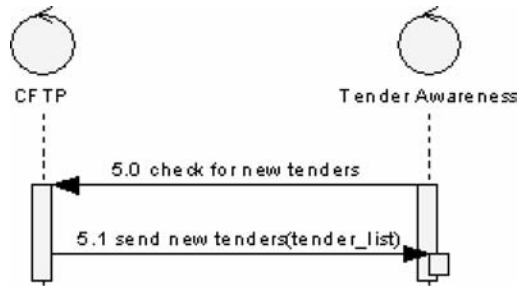 CFTP
Tender Awareness
5.0 check for new tenders
5.1 send new tenders(tender_list)